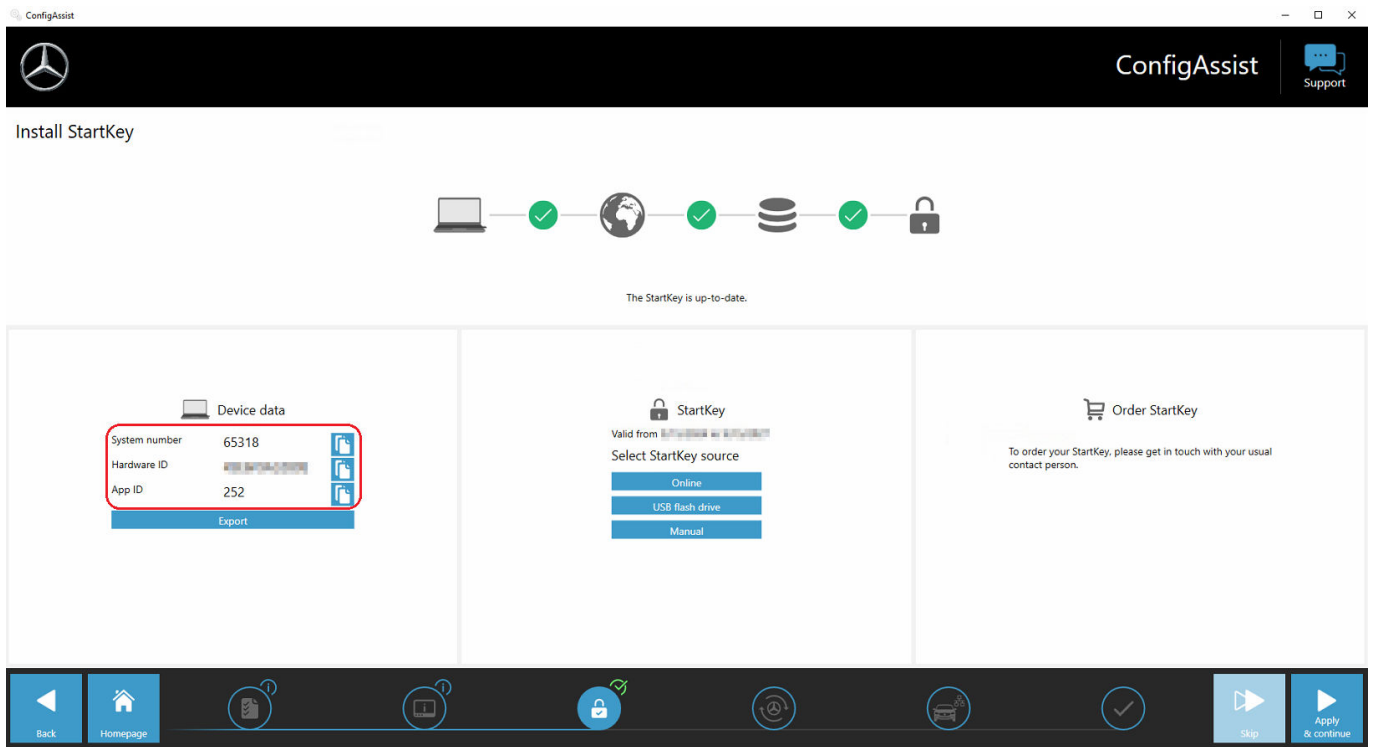 ConfigAssist
ConfigAssist
Support
Install StartKey
The StartKey is up-to-date.
Device data
System number 65318
Hardware ID
App ID 252
Export
StartKey
Valid from
Select StartKey source
Online
USB flash drive
Manual
Order StartKey
To order your StartKey, please get in touch with your usual
contact person.
Back
Homepage
Skip
Apply
& continue